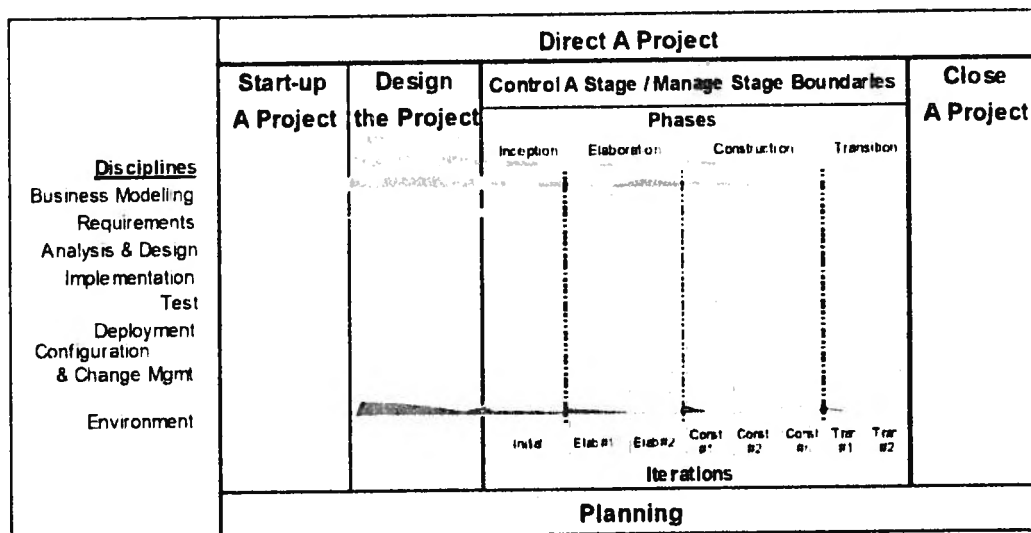 Direct A Project
Start-up
A Project
Design
the Project
Control A Stage / Manage Stage Boundaries
Close
A Project
Phases
Inception Elaboration Construction Transition
Disciplines
Business Modelling
Requirements
Analysis & Design
Implementation
Test
Deployment
Configuration
& Change Mgmt
Environment
Initial Elab #1 Elab #2 Const #1 Const #2 Const Tran #1 Tran #2
Iterations
Planning